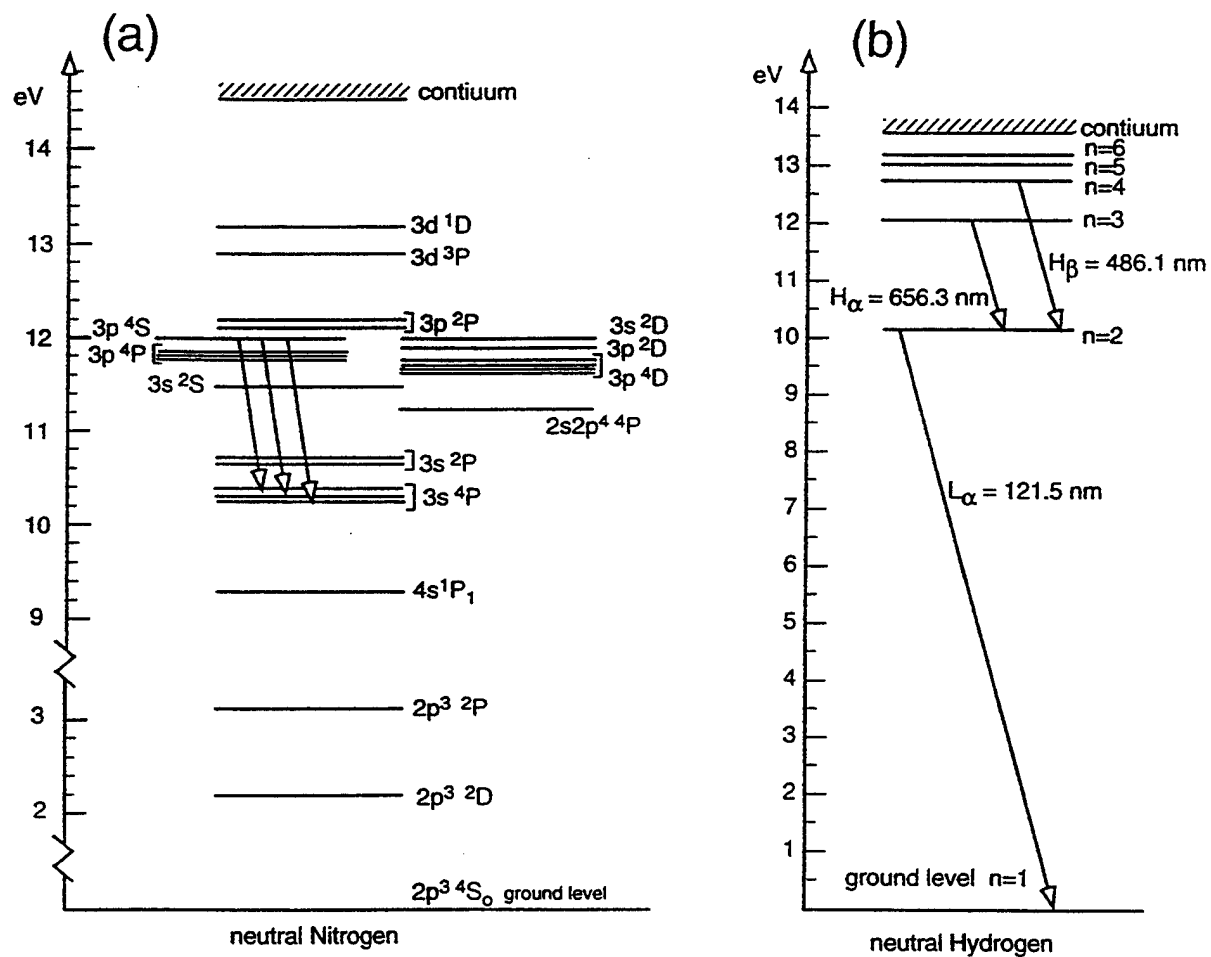 (a)
eV
contiuum
14
3d ¹D
13
3d ³P
3p ⁴S
3p ²P
3s ²D
12
3p ⁴P
3p ²D
3s ²S
3p ⁴D
11
2s2p⁴ ⁴P
3s ²P
3s ⁴P
10
4s¹P₁
9
3
2p³ ²P
2
2p³ ²D
2p³ ⁴Sₒ ground level
neutral Nitrogen
(b)
eV
14
contiuum
n=6
13
n=5
n=4
12
n=3
Hβ = 486.1 nm
11
Hα = 656.3 nm
10
n=2
9
8
7
Lα = 121.5 nm
6
5
4
3
2
1
ground level n=1
neutral Hydrogen